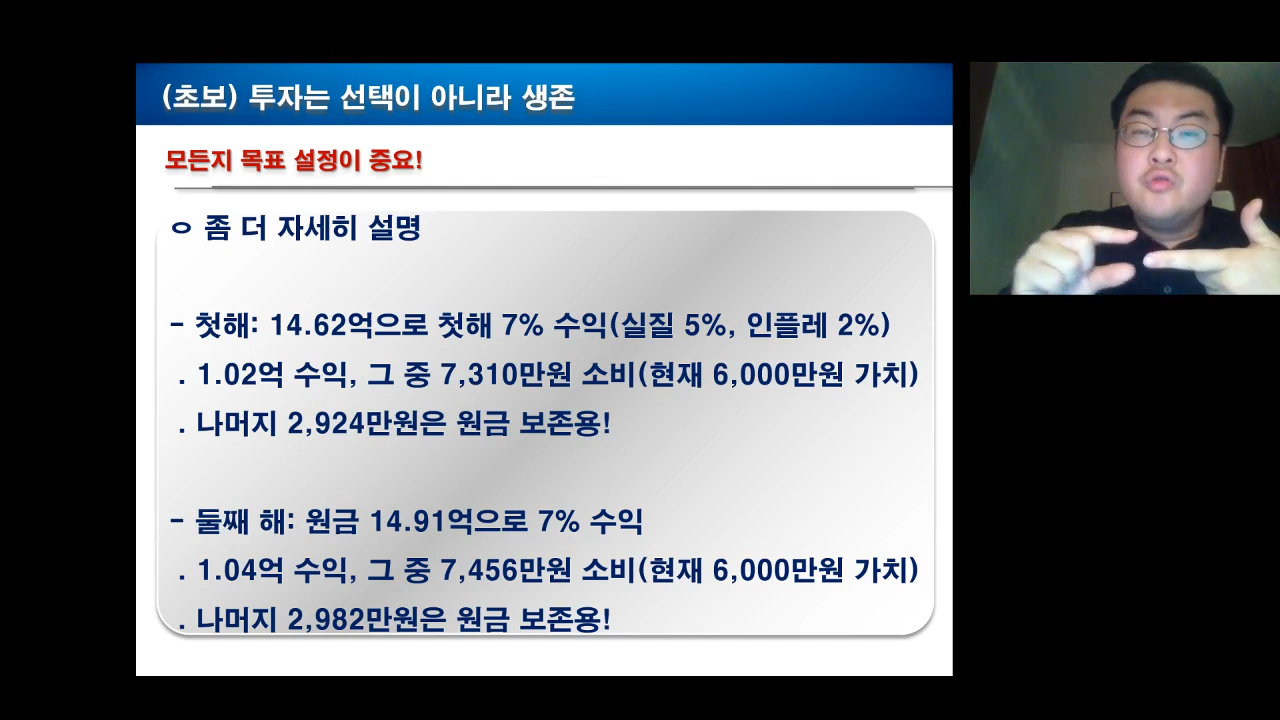 (초보) 투자는 선택이 아니라 생존
모든지 목표 설정이 중요!
ㅇ 좀 더 자세히 설명
- 첫해: 14.62억으로 첫해 7% 수익(실질 5%, 인플레 2%)
. 1.02억 수익, 그 중 7,310만원 소비(현재 6,000만원 가치)
. 나머지 2,924만원은 원금 보존용!
- 둘째 해: 원금 14.91억으로 7% 수익
. 1.04억 수익, 그 중 7,456만원 소비(현재 6,000만원 가치)
. 나머지 2,982만원은 원금 보존용!